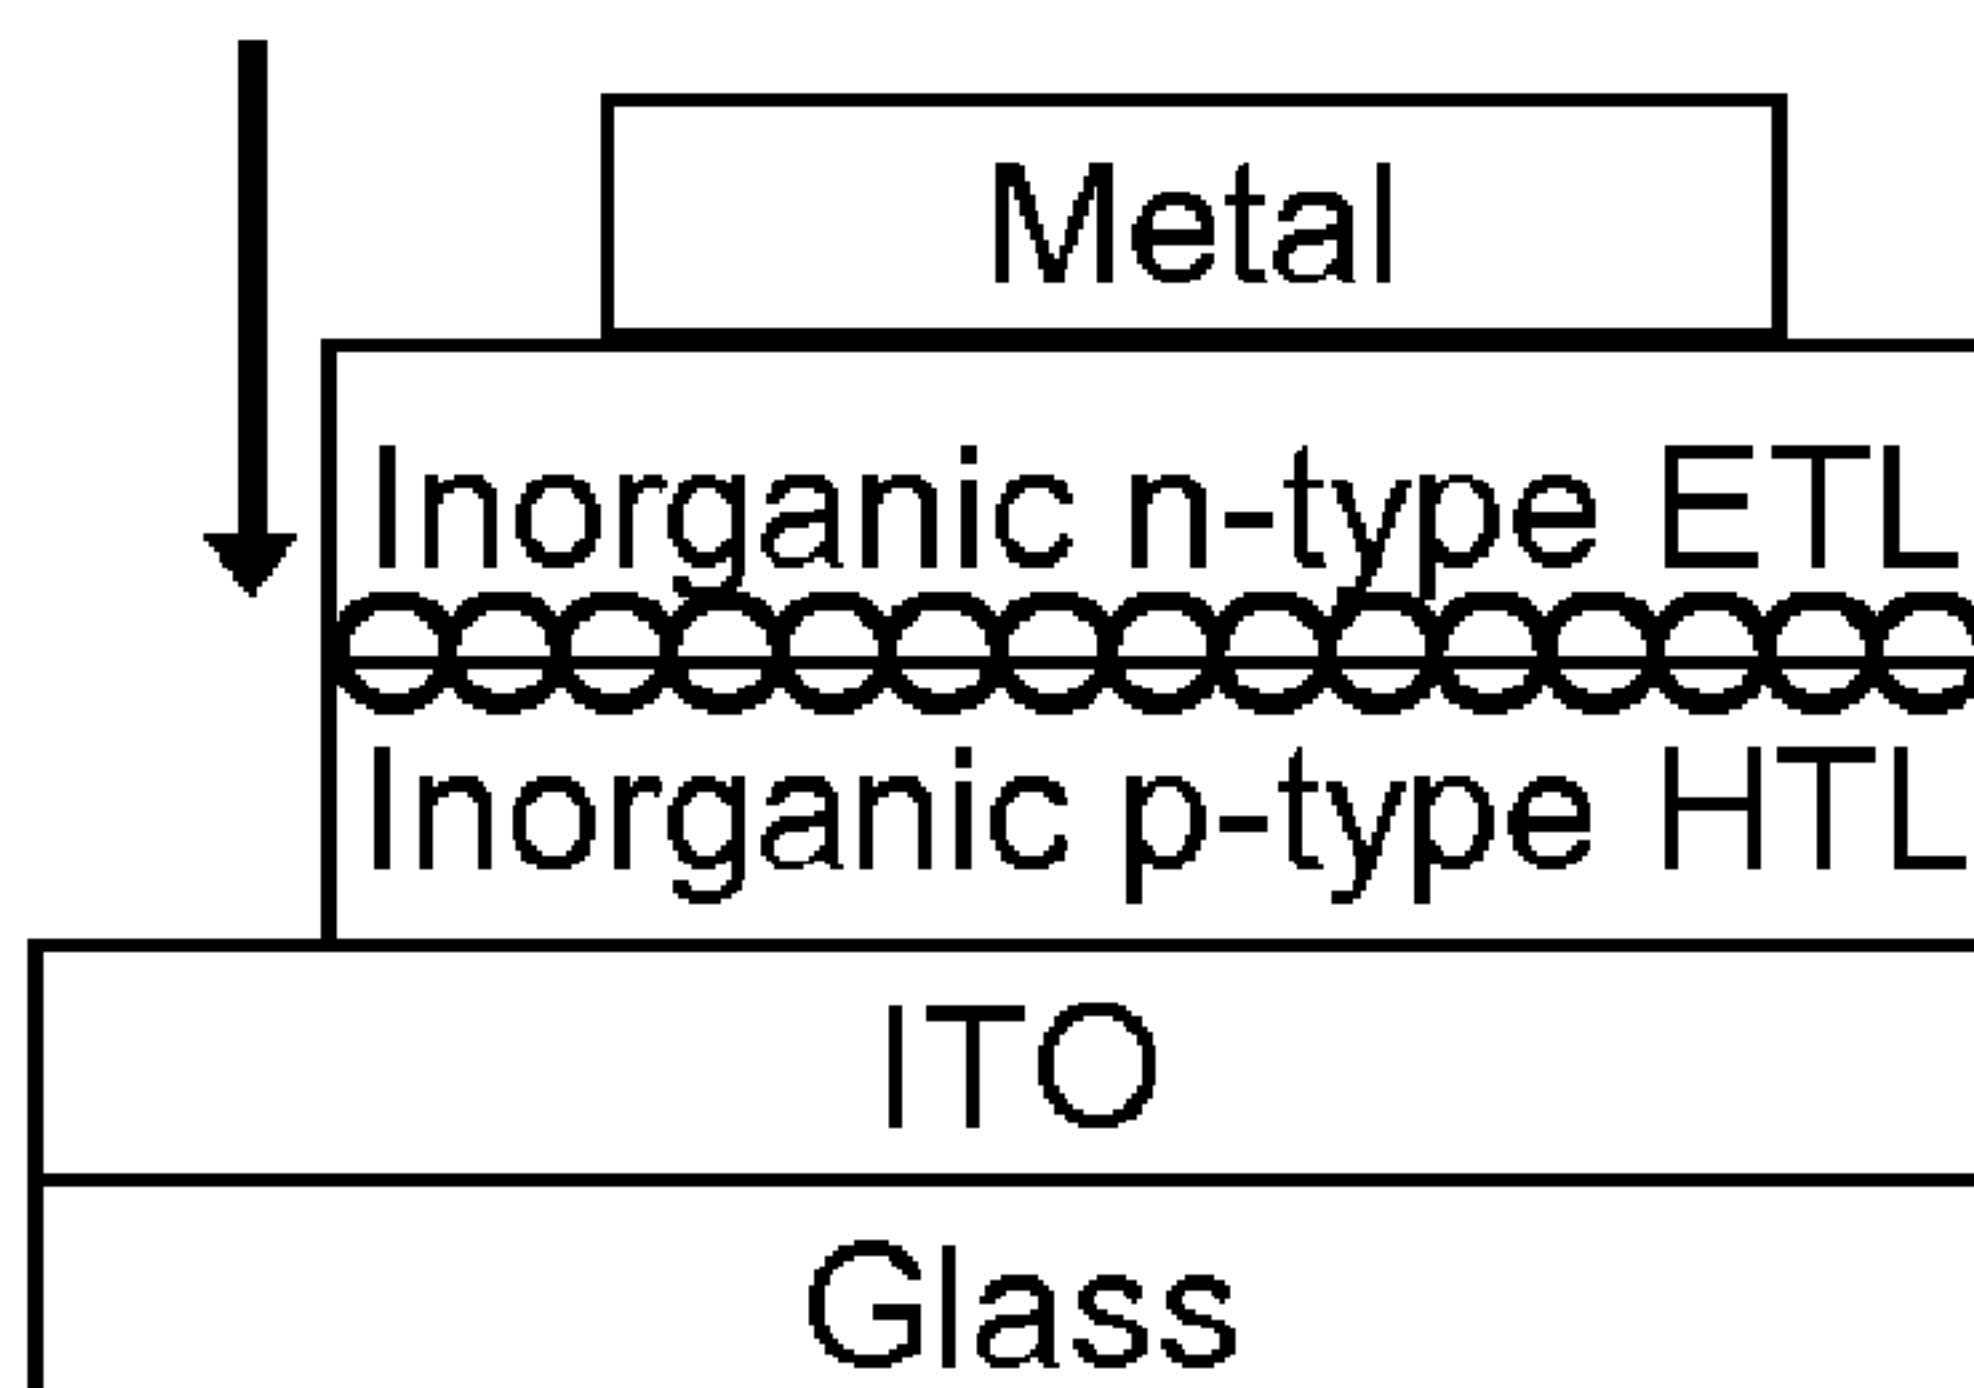 Metal
Inorganic n-type ETL
Inorganic p-type HTL
ITO
Glass